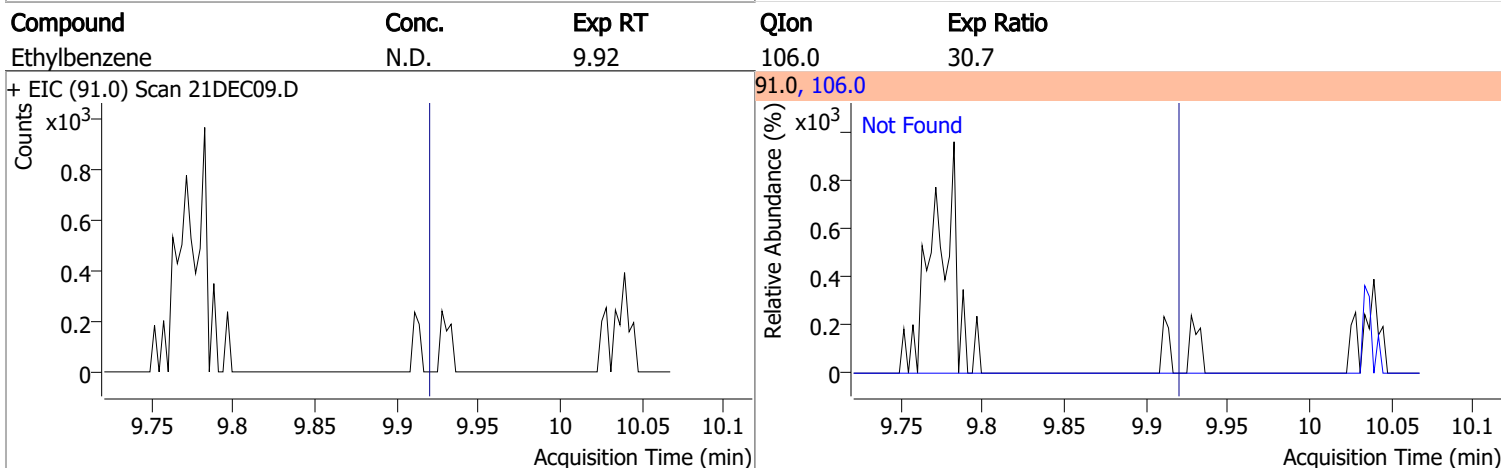 Compound Conc. Exp RT QIon Exp Ratio
Ethylbenzene N.D. 9.92 106.0 30.7
+ EIC (91.0) Scan 21DEC09.D
Counts
x10³
0.8
0.6
0.4
0.2
0
9.75 9.8 9.85 9.9 9.95 10 10.05 10.1
Acquisition Time (min)
91.0, 106.0
Relative Abundance (%)
x10³
Not Found
0.8
0.6
0.4
0.2
0
9.75 9.8 9.85 9.9 9.95 10 10.05 10.1
Acquisition Time (min)